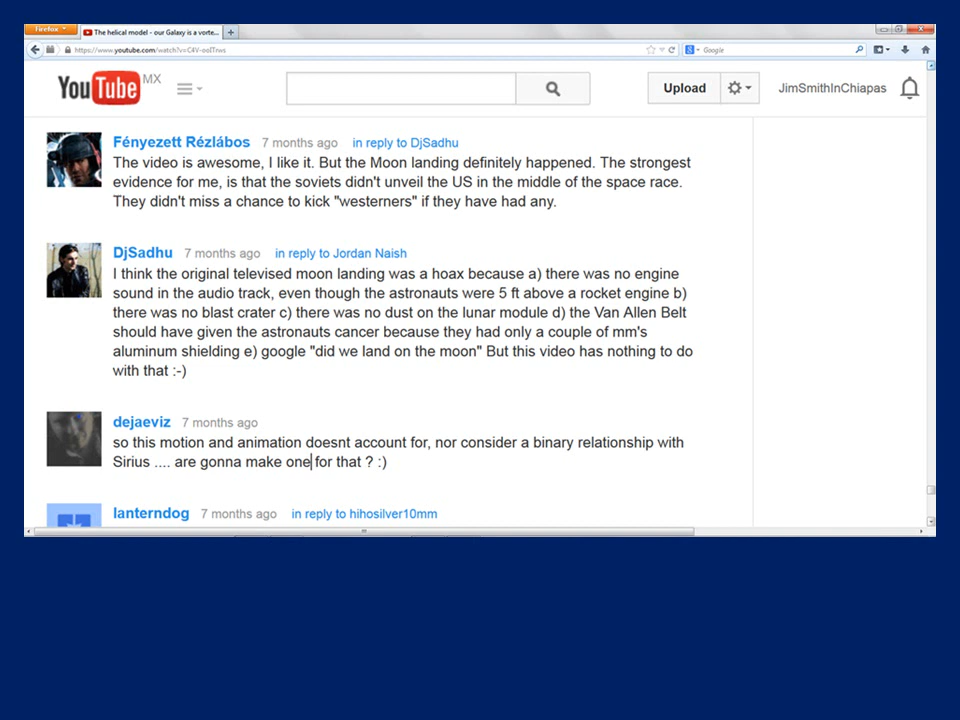 Firefox
The helical model - our Galaxy is a vorte...
https://www.youtube.com/watch?v=C4V-ooITrws
Google
YouTube MX
Upload
JimSmithInChiapas
Fényezett Rézlábos 7 months ago in reply to DjSadhu
The video is awesome, I like it. But the Moon landing definitely happened. The strongest
evidence for me, is that the soviets didn't unveil the US in the middle of the space race.
They didn't miss a chance to kick "westerners" if they have had any.
DjSadhu 7 months ago in reply to Jordan Naish
I think the original televised moon landing was a hoax because a) there was no engine
sound in the audio track, even though the astronauts were 5 ft above a rocket engine b)
there was no blast crater c) there was no dust on the lunar module d) the Van Allen Belt
should have given the astronauts cancer because they had only a couple of mm's
aluminum shielding e) google "did we land on the moon" But this video has nothing to do
with that :-)
dejaeviz 7 months ago
so this motion and animation doesnt account for, nor consider a binary relationship with
Sirius .... are gonna make one for that ? :)
lanterndog 7 months ago in reply to hihosilver10mm